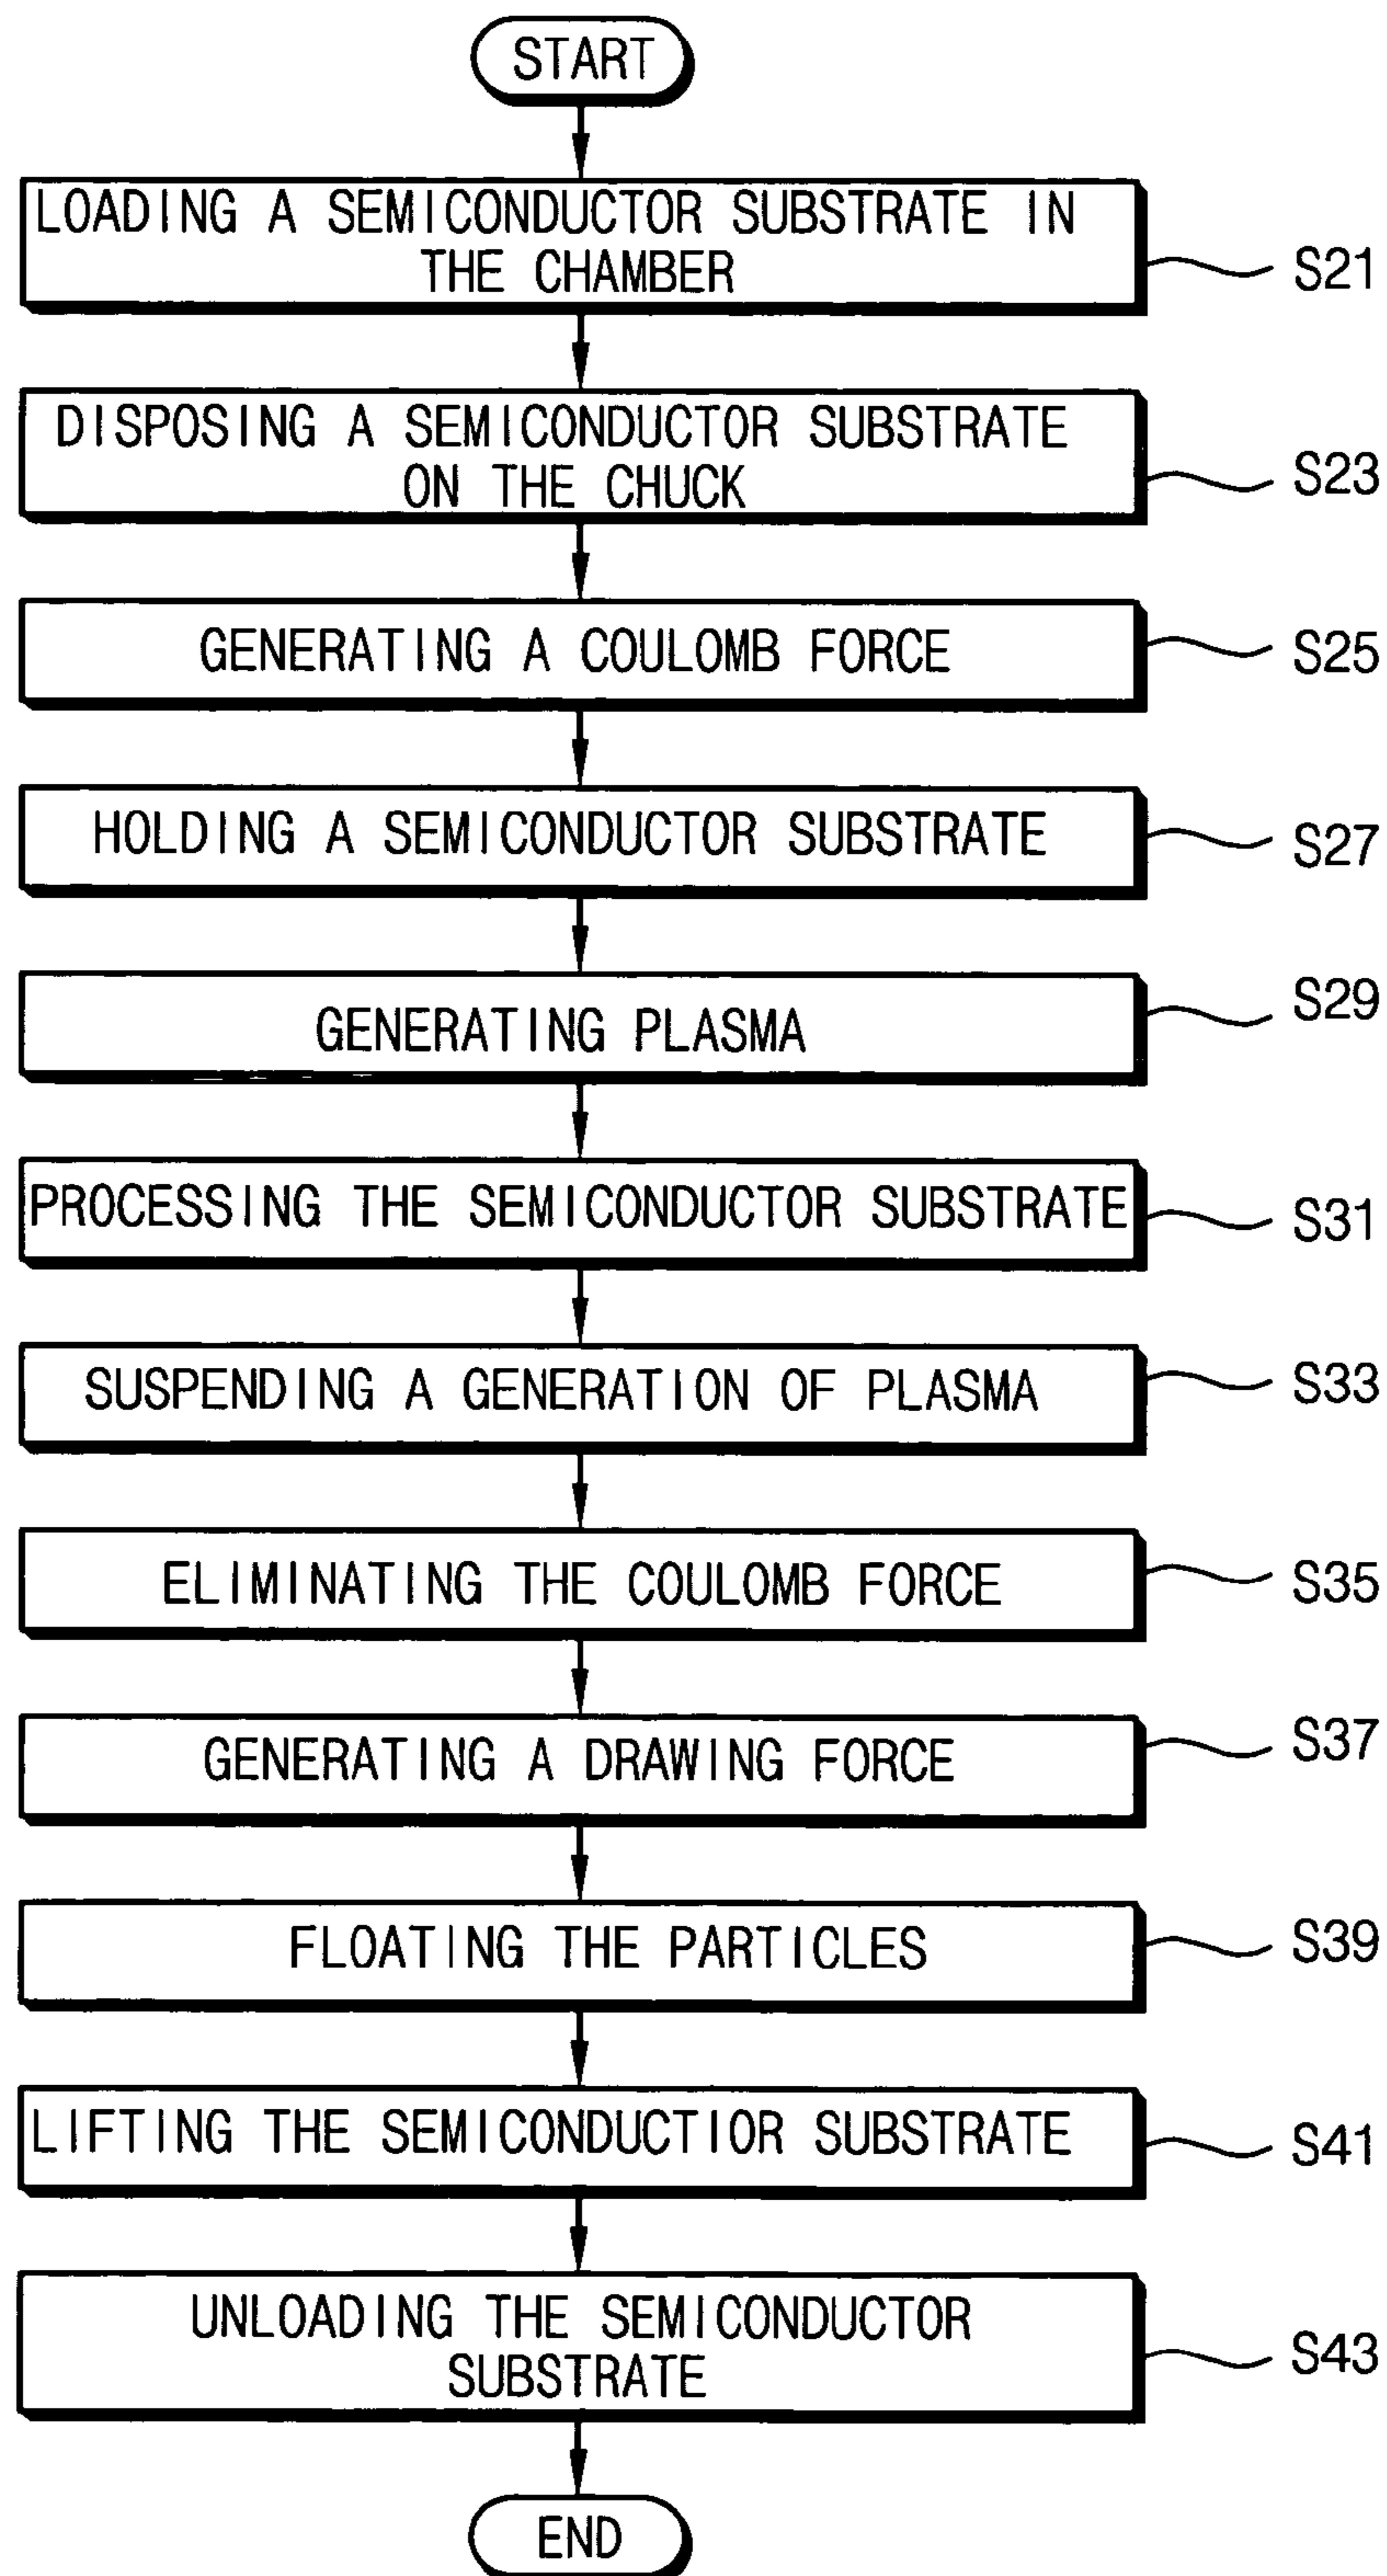 START
LOADING A SEMICONDUCTOR SUBSTRATE IN
THE CHAMBER
S21
DISPOSING A SEMICONDUCTOR SUBSTRATE
ON THE CHUCK
S23
GENERATING A COULOMB FORCE
S25
HOLDING A SEMICONDUCTOR SUBSTRATE
S27
GENERATING PLASMA
S29
PROCESSING THE SEMICONDUCTOR SUBSTRATE
S31
SUSPENDING A GENERATION OF PLASMA
S33
ELIMINATING THE COULOMB FORCE
S35
GENERATING A DRAWING FORCE
S37
FLOATING THE PARTICLES
S39
LIFTING THE SEMICONDUCTIOR SUBSTRATE
S41
UNLOADING THE SEMICONDUCTOR
SUBSTRATE
S43
END